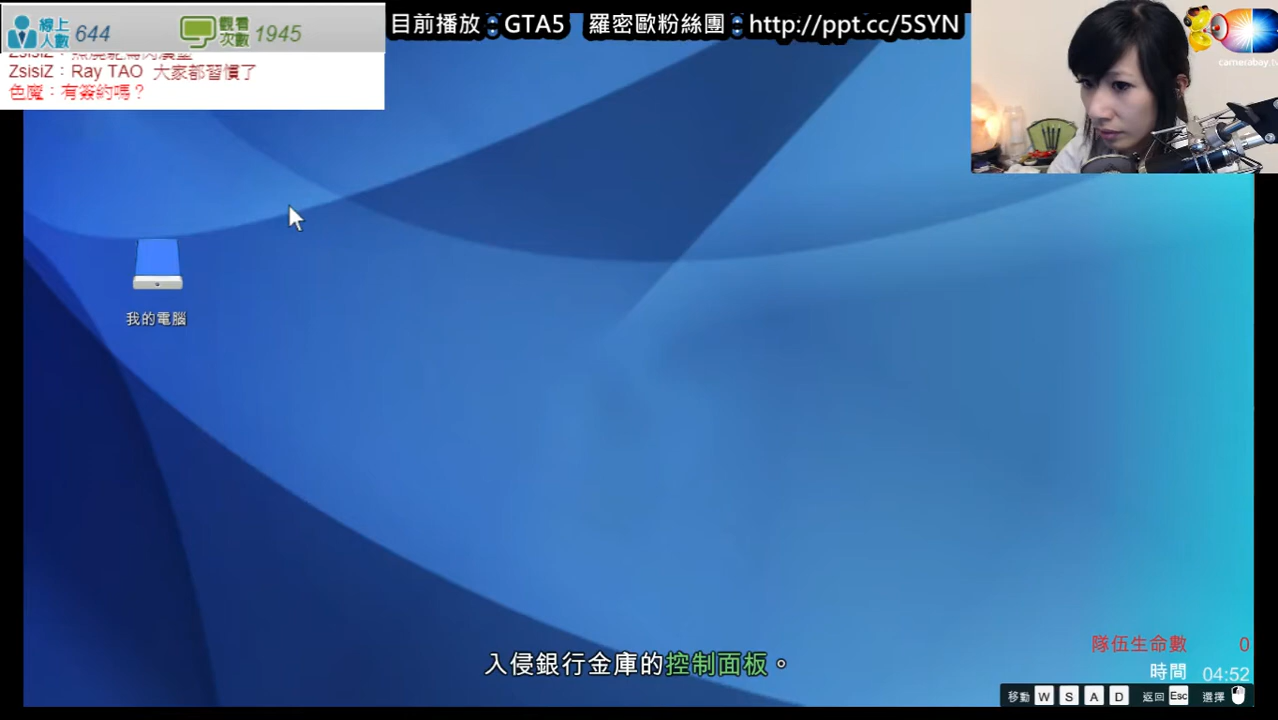 線上人數 644 觀看次數 1945
ZsisiZ：Ray TAO 大家都習慣了
色魔：有簽約嗎？
目前播放：GTA5 羅密歐粉絲團：http://ppt.cc/5SYN
cameraboy.tv
我的電腦
入侵銀行金庫的控制面板。
隊伍生命數 0
時間 04:52
移動 W S A D 返回 Esc 選擇